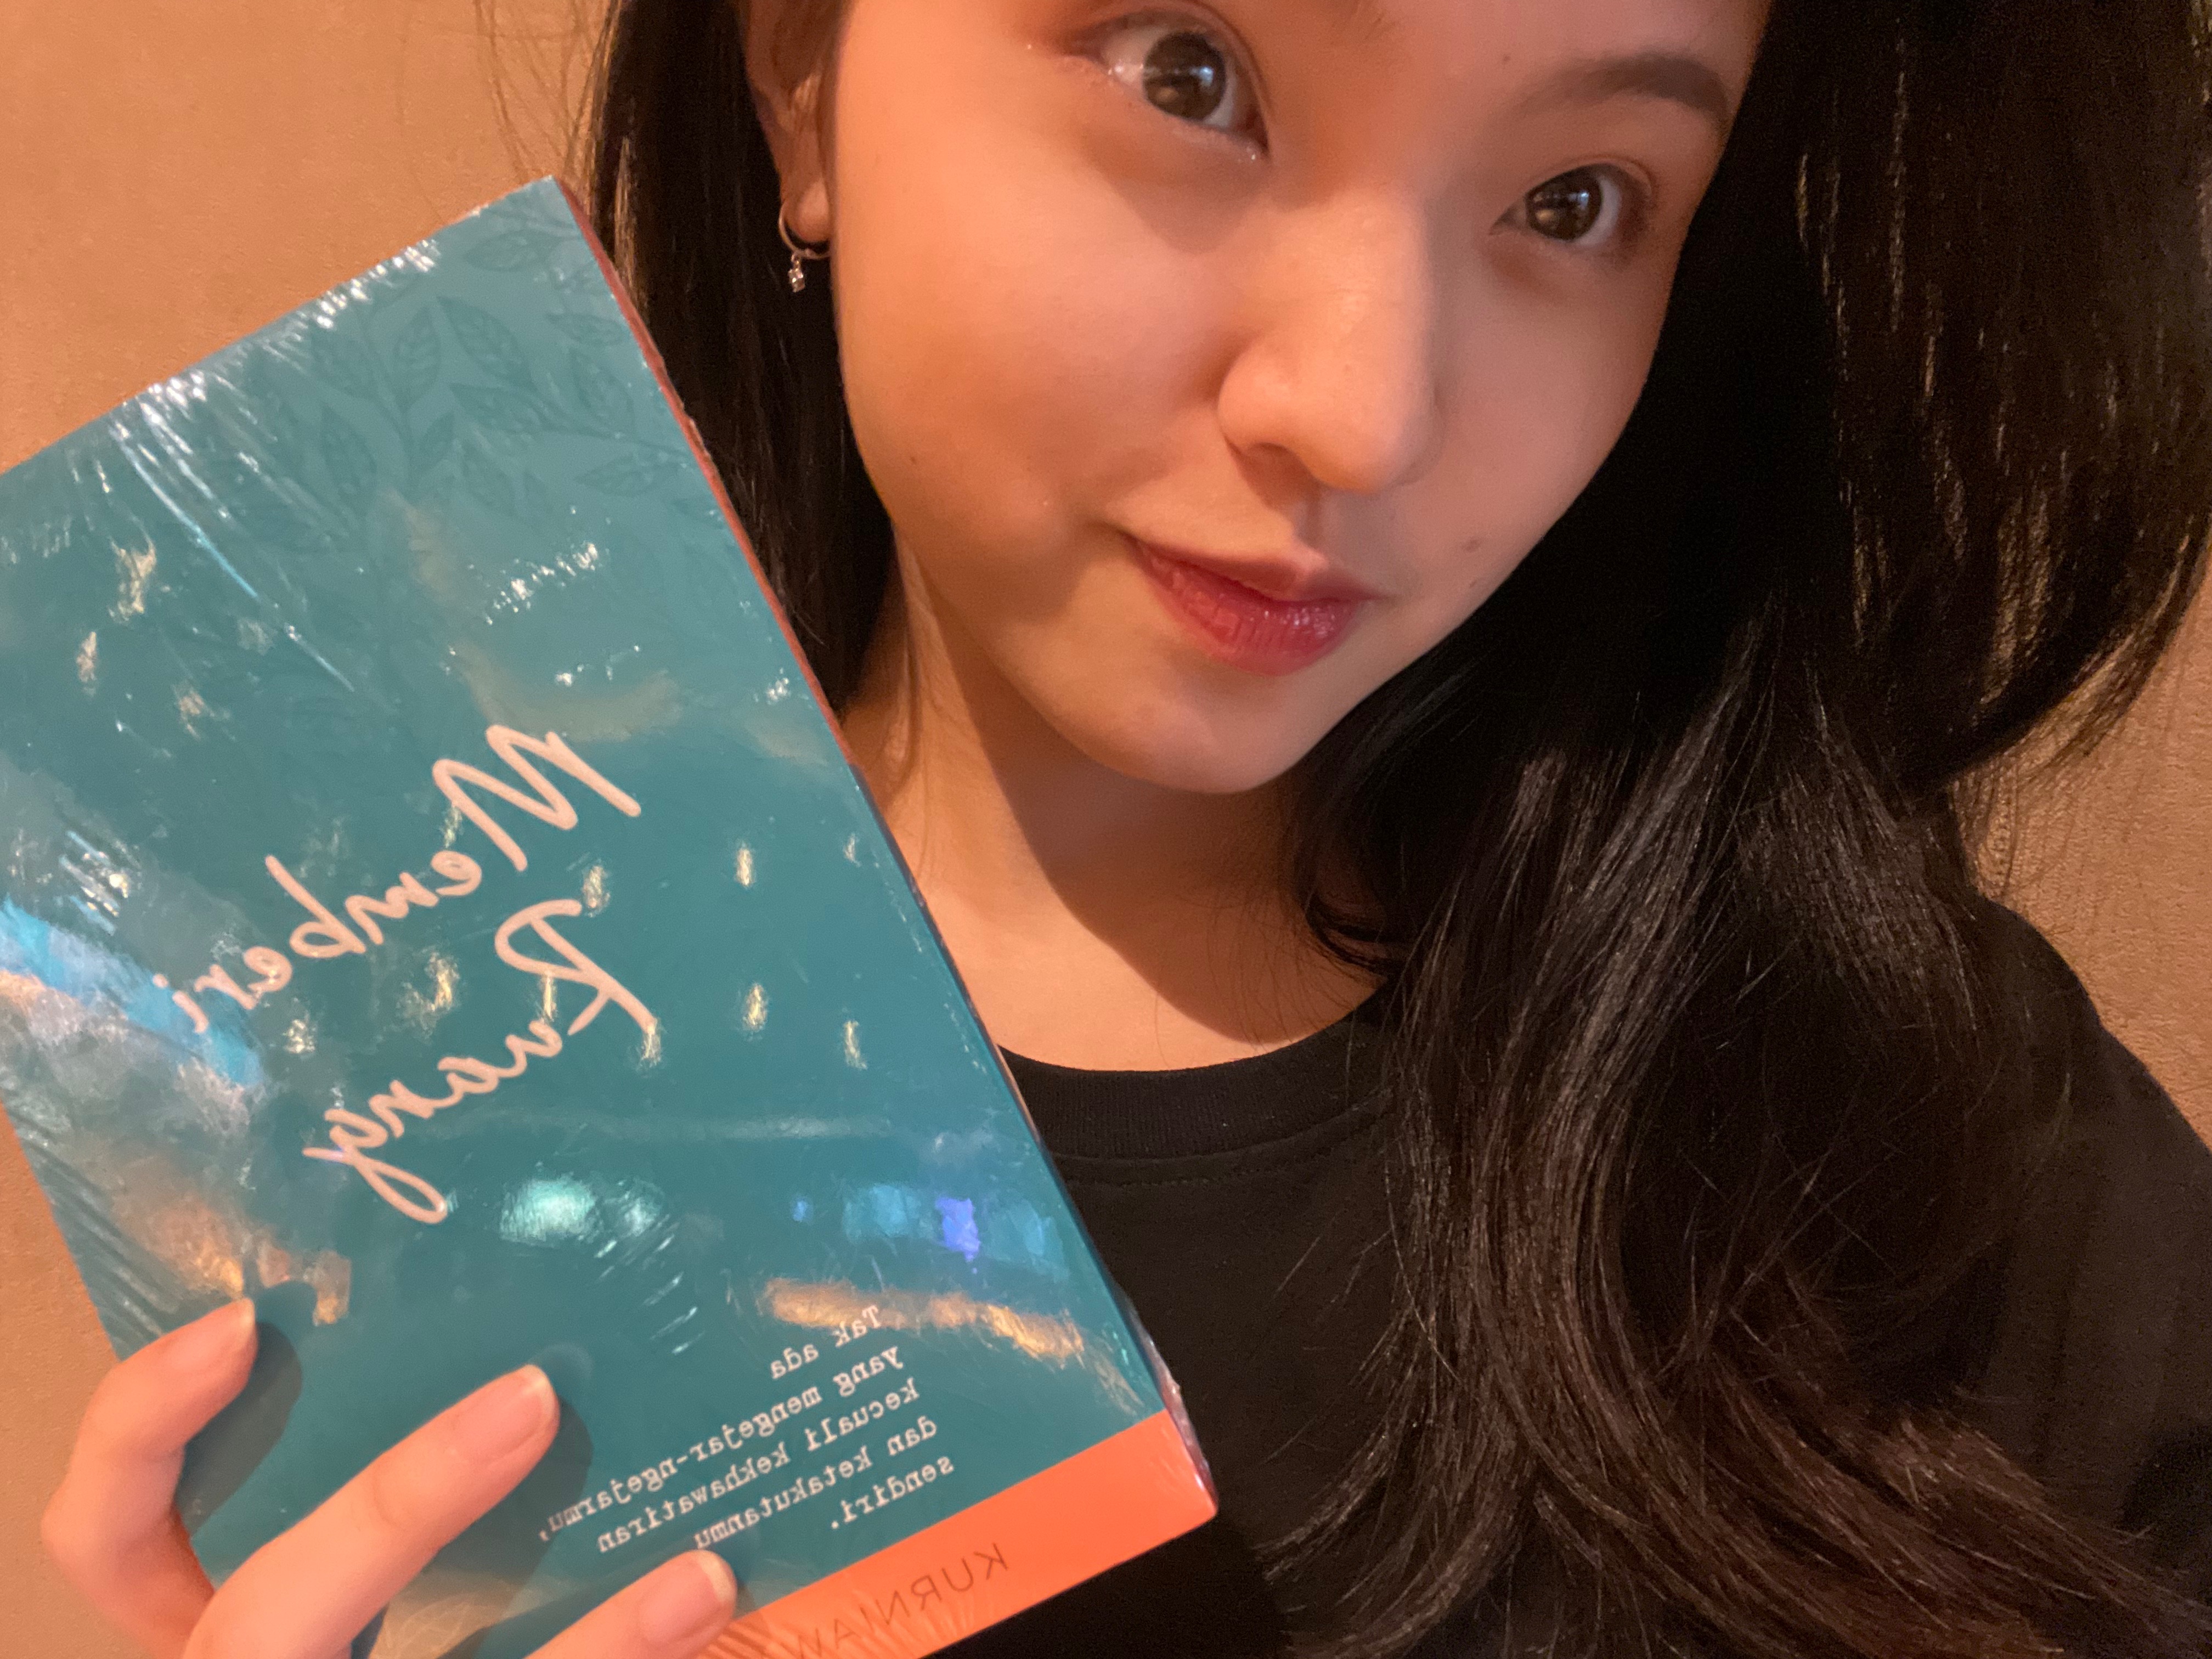 Memberi
Ruang
Tak ada
yang mengejar-ngejarmu,
kecuali kekhawatiran
dan ketakutanmu
sendiri.